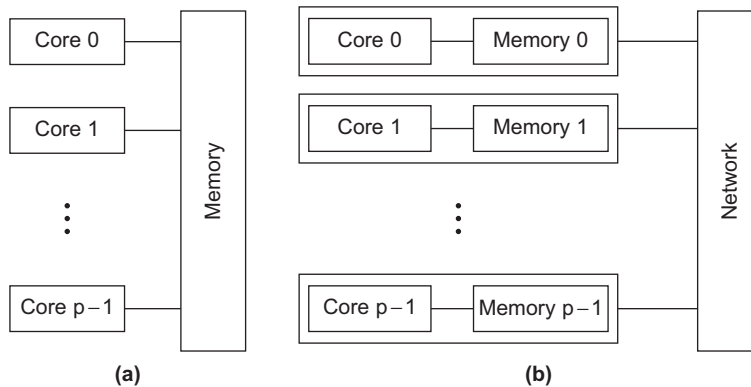 Core 0
Core 1
Core p−1
Memory
(a)
Core 0 Memory 0
Core 1 Memory 1
Core p−1 Memory p−1
Network
(b)